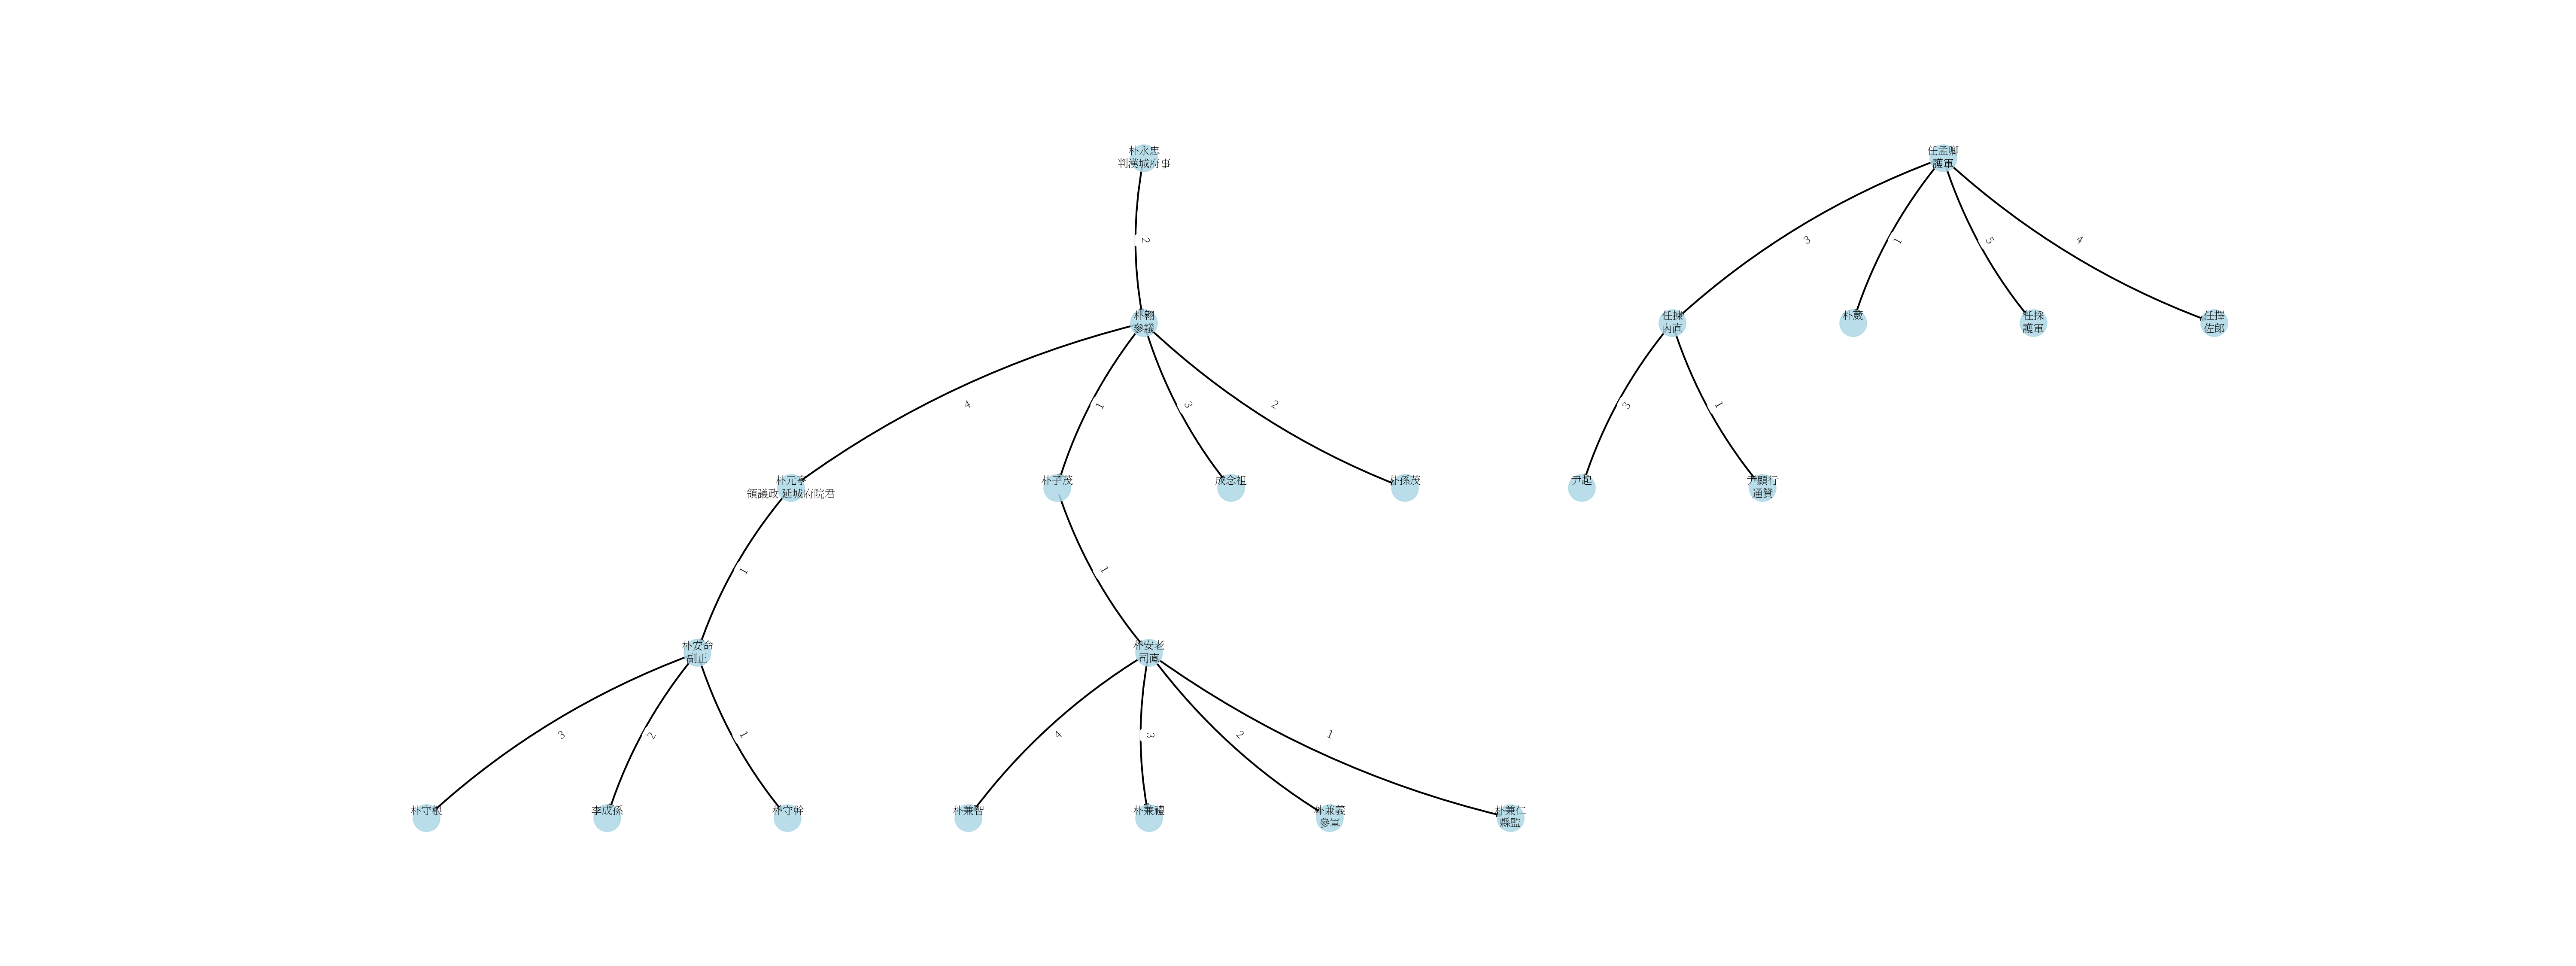 朴永忠
判漢城府事
任孟卿
護軍
2
3
1
5
4
朴翺
參議
任揀
內直
朴葳
任採
護軍
任擇
佐郞
4
1
3
2
3
1
朴元亨
領議政 延城府院君
朴子茂
成念祖
朴孫茂
尹起
尹顯行
通贊
1
1
朴安命
副正
朴安老
司直
3
2
1
4
3
2
1
朴守根
李成孫
朴守幹
朴兼智
朴兼禮
朴兼義
參軍
朴兼仁
縣監